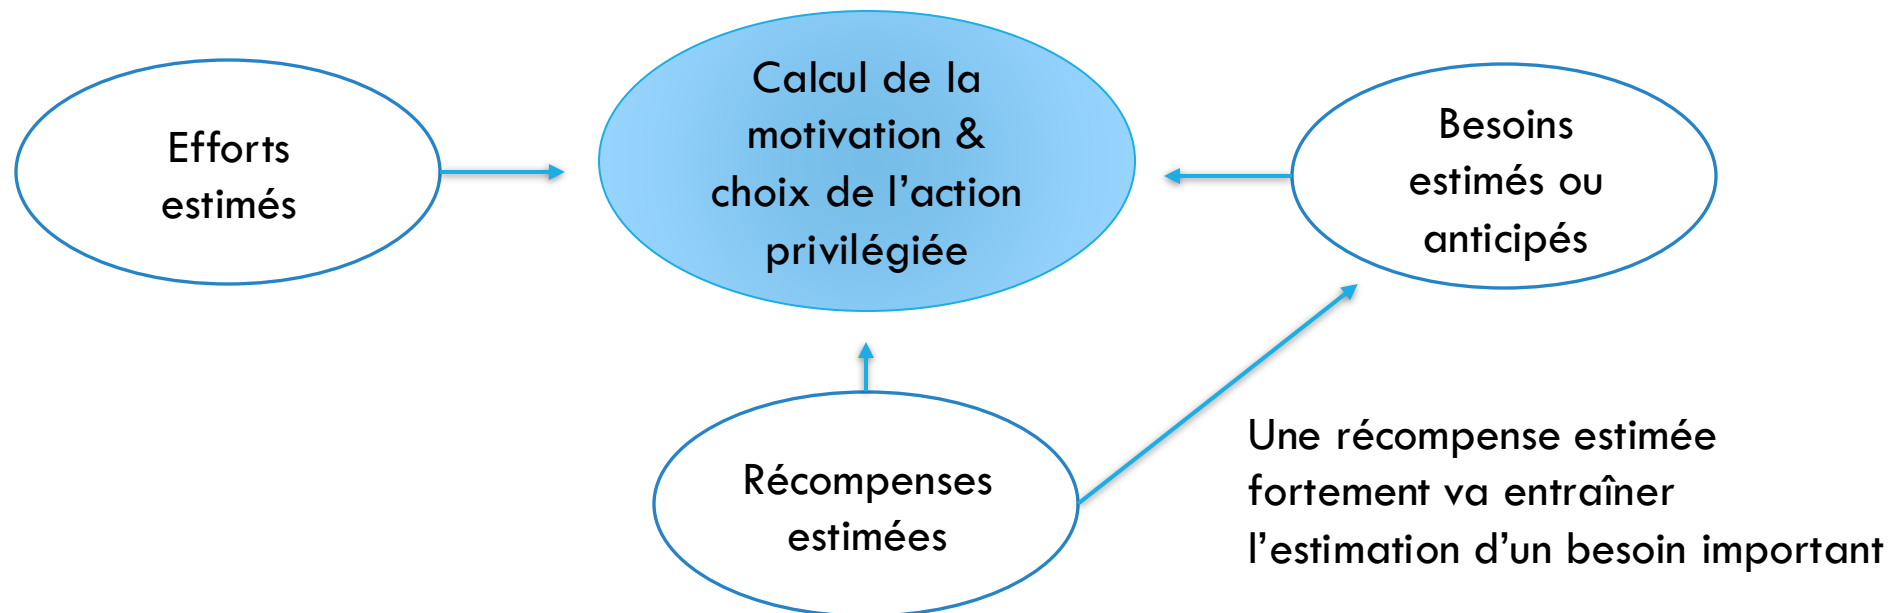 Efforts
estimés
Calcul de la
motivation &
choix de l’action
privilégiée
Besoins
estimés ou
anticipés
Récompenses
estimées
Une récompense estimée
fortement va entraîner
l’estimation d’un besoin important